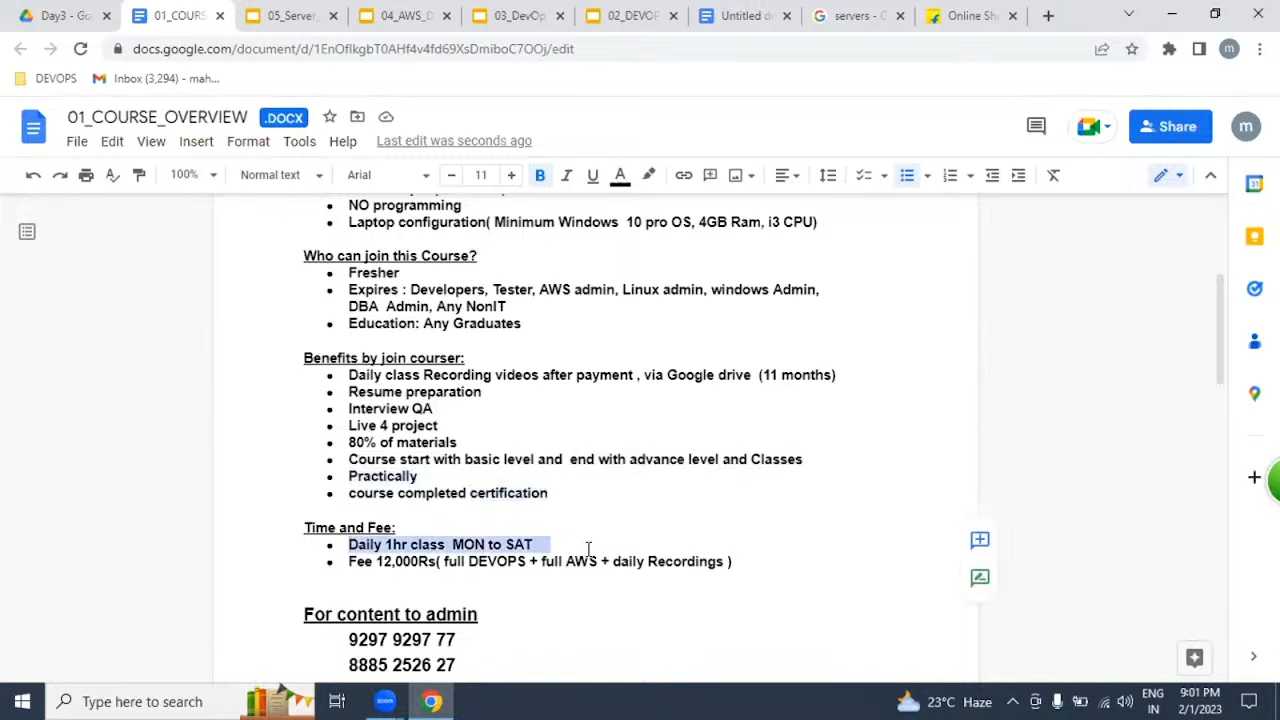 Day3 - Go
01_COURS
05_Server,
04_AWS_D
03_DevOp
02_DEVOP
Untitled d
servers - G
Online Sh
docs.google.com/document/d/1EnOflkgbT0AHf4v4fd69XsDmiboC7OOj/edit
m
DEVOPS
Inbox (3,294) - mah...
01_COURSE_OVERVIEW .DOCX
Share
m
File Edit View Insert Format Tools Help Last edit was seconds ago
100% Normal text Arial 11 B I U A
NO programming
Laptop configuration( Minimum Windows 10 pro OS, 4GB Ram, i3 CPU)
Who can join this Course?
Fresher
Expires : Developers, Tester, AWS admin, Linux admin, windows Admin,
DBA Admin, Any NonIT
Education: Any Graduates
Benefits by join courser:
Daily class Recording videos after payment , via Google drive (11 months)
Resume preparation
Interview QA
Live 4 project
80% of materials
Course start with basic level and end with advance level and Classes
Practically
course completed certification
Time and Fee:
Daily 1hr class MON to SAT
Fee 12,000Rs( full DEVOPS + full AWS + daily Recordings )
For content to admin
9297 9297 77
8885 2526 27
Type here to search
zoom
23°C Haze
ENG
IN
9:01 PM
2/1/2023